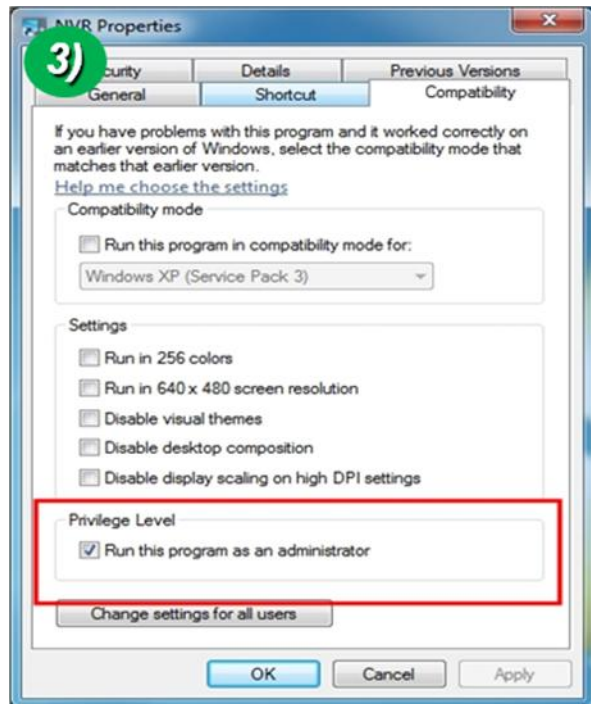 NVR Properties
3)
curity Details Previous Versions
General Shortcut Compatibility
If you have problems with this program and it worked correctly on
an earlier version of Windows, select the compatibility mode that
matches that earlier version.
Help me choose the settings
Compatibility mode
Run this program in compatibility mode for:
Windows XP (Service Pack 3)
Settings
Run in 256 colors
Run in 640 x 480 screen resolution
Disable visual themes
Disable desktop composition
Disable display scaling on high DPI settings
Privilege Level
Run this program as an administrator
Change settings for all users
OK Cancel Apply